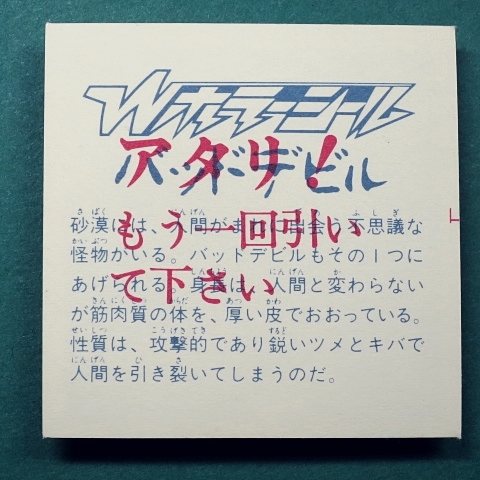 Wホラーシール
バットデビル
アタリ!
もう一回引い
て下さい
砂漠には、人間がまれに出会う不思議な
怪物がいる。バットデビルもその1つに
あげられる。身長は、人間と変わらない
が筋肉質の体を、厚い皮でおおっている。
性質は、攻撃的であり鋭いツメとキバで
人間を引き裂いてしまうのだ。